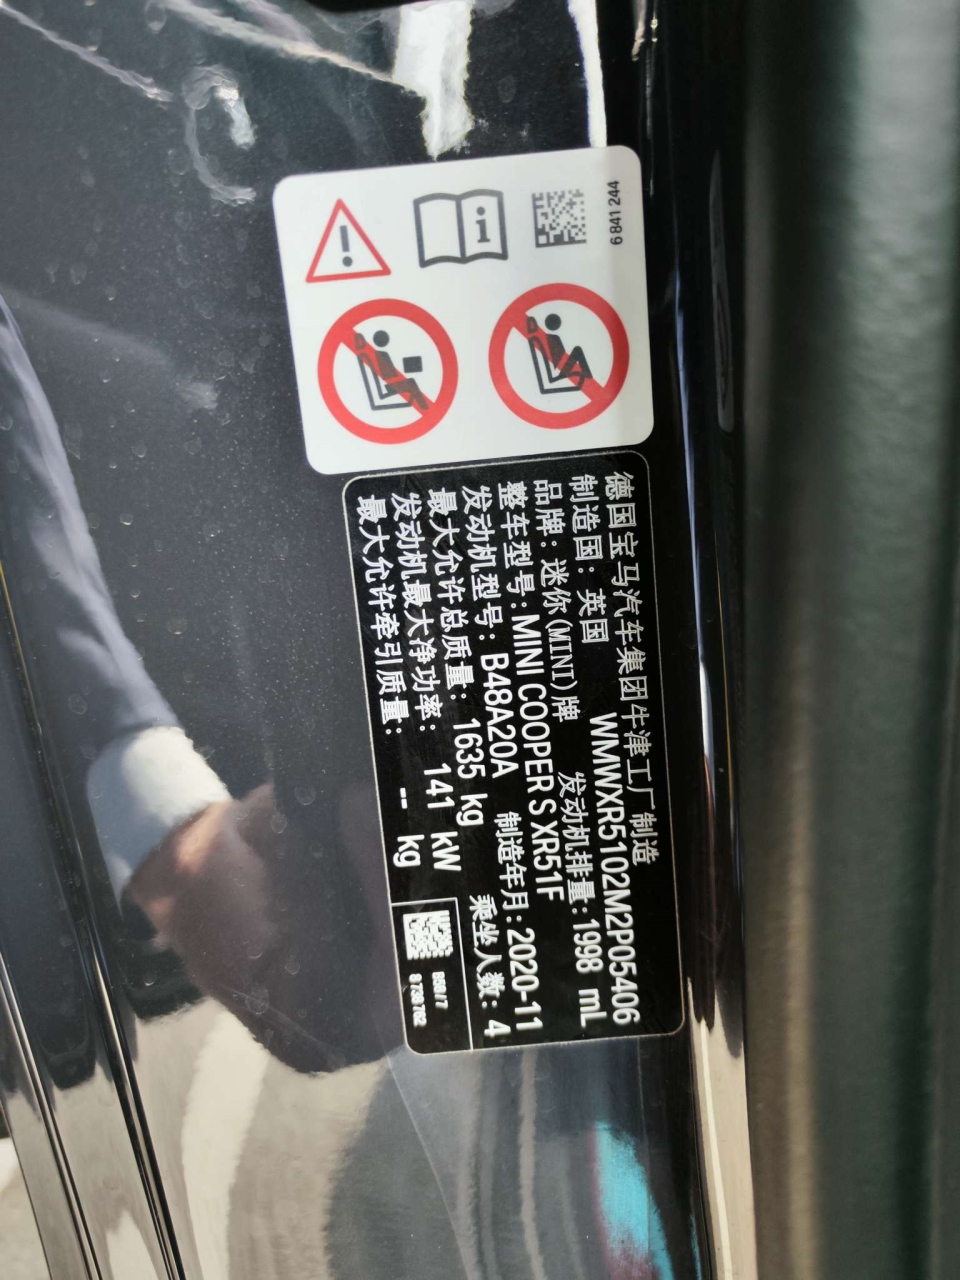 6 841 244
德国宝马汽车集团牛津工厂制造
制造国：英国 WMWXR5102M2P05406
品牌：迷你(MINI)牌 发动机排量：1998 mL
整车型号：MINI COOPER S XR51F
发动机型号：B48A20A 制造年月：2020-11
最大允许总质量：1635 kg 乘坐人数：4
发动机最大净功率：141 kW
最大允许牵引质量：-- kg
8738762